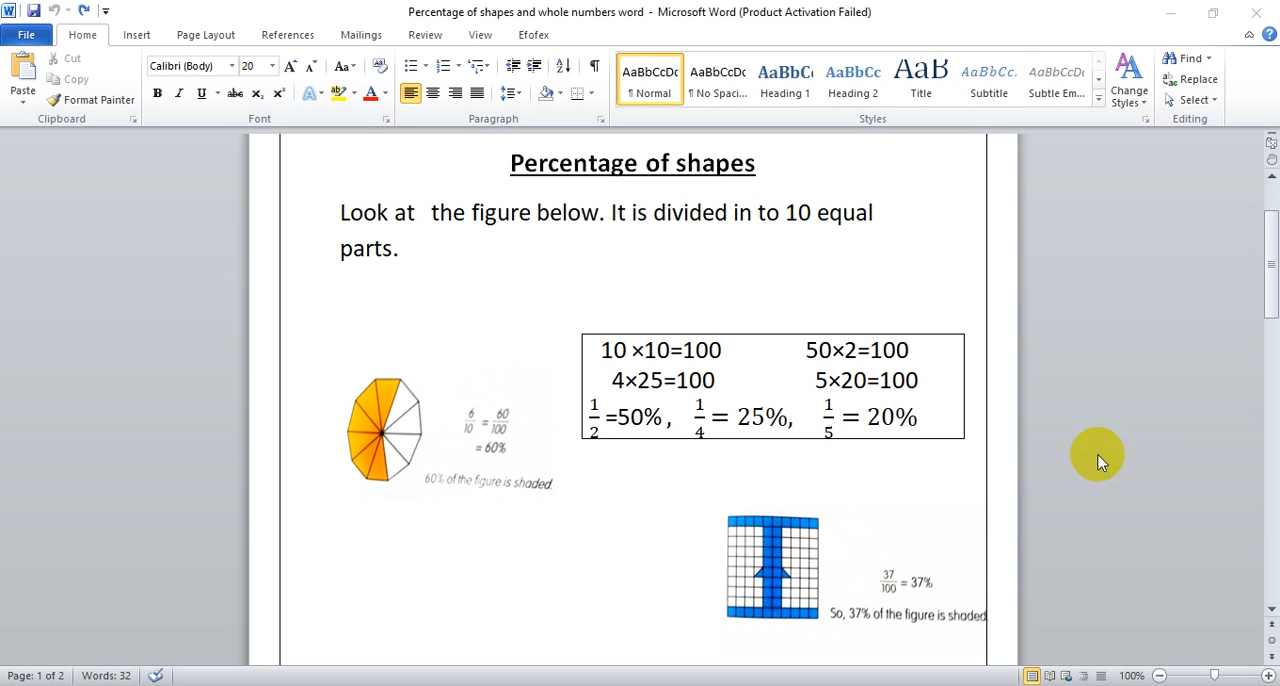 Percentage of shapes and whole numbers word - Microsoft Word (Product Activation Failed)
File Home Insert Page Layout References Mailings Review View Efofex
Cut
Copy
Format Painter
Paste
Clipboard
Calibri (Body) 20
Font
Paragraph
AaBbCcDc AaBbCcDc AaBbC( AaBbCc AaB AaBbCc. AaBbCcDc
¶ Normal ¶ No Spaci... Heading 1 Heading 2 Title Subtitle Subtle Em...
Change
Styles
Styles
Find
Replace
Select
Editing
Percentage of shapes
Look at the figure below. It is divided in to 10 equal
parts.
10 ×10=100 50×2=100
4×25=100 5×20=100
1/2 =50% , 1/4 = 25%, 1/5 = 20%
6/10 = 60/100
= 60%
60% of the figure is shaded.
37/100 = 37%
So, 37% of the figure is shaded
Page: 1 of 2 Words: 32 100%